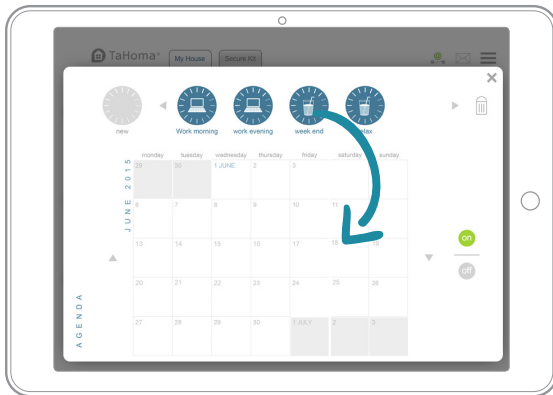 TaHoma®
My House
Secure Kit
new
Work morning
work evening
week end
relax
monday tuesday wednesday thursday friday saturday sunday
JUNE 2015
29 30 1 JUNE 2 3
6 7 8 9 10 11
13 14 15 16 17 18 19
20 21 22 23 24 25 26
27 28 29 30 1 JULY 2 3
AGENDA
on
off